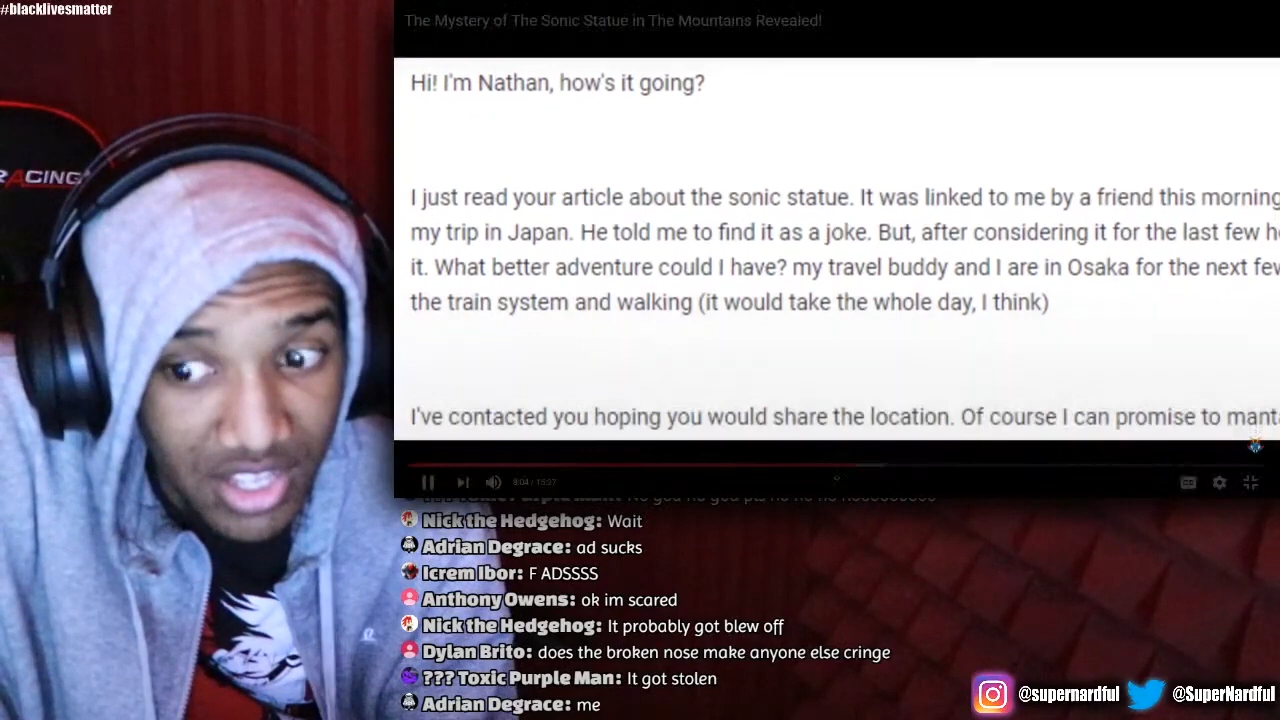 #blacklivesmatter
The Mystery of The Sonic Statue in The Mountains Revealed!
Hi! I'm Nathan, how's it going?
RACING
I just read your article about the sonic statue. It was linked to me by a friend this morning
my trip in Japan. He told me to find it as a joke. But, after considering it for the last few
it. What better adventure could I have? my travel buddy and I are in Osaka for the next few
the train system and walking (it would take the whole day, I think)
I've contacted you hoping you would share the location. Of course I can promise to mant
8:04 / 15:27
Nick the Hedgehog: Wait
Adrian Degrace: ad sucks
Icrem Ibor: F ADSSSS
Anthony Owens: ok im scared
Nick the Hedgehog: It probably got blew off
Dylan Brito: does the broken nose make anyone else cringe
??? Toxic Purple Man: It got stolen
Adrian Degrace: me
@supernardful @SuperNardful